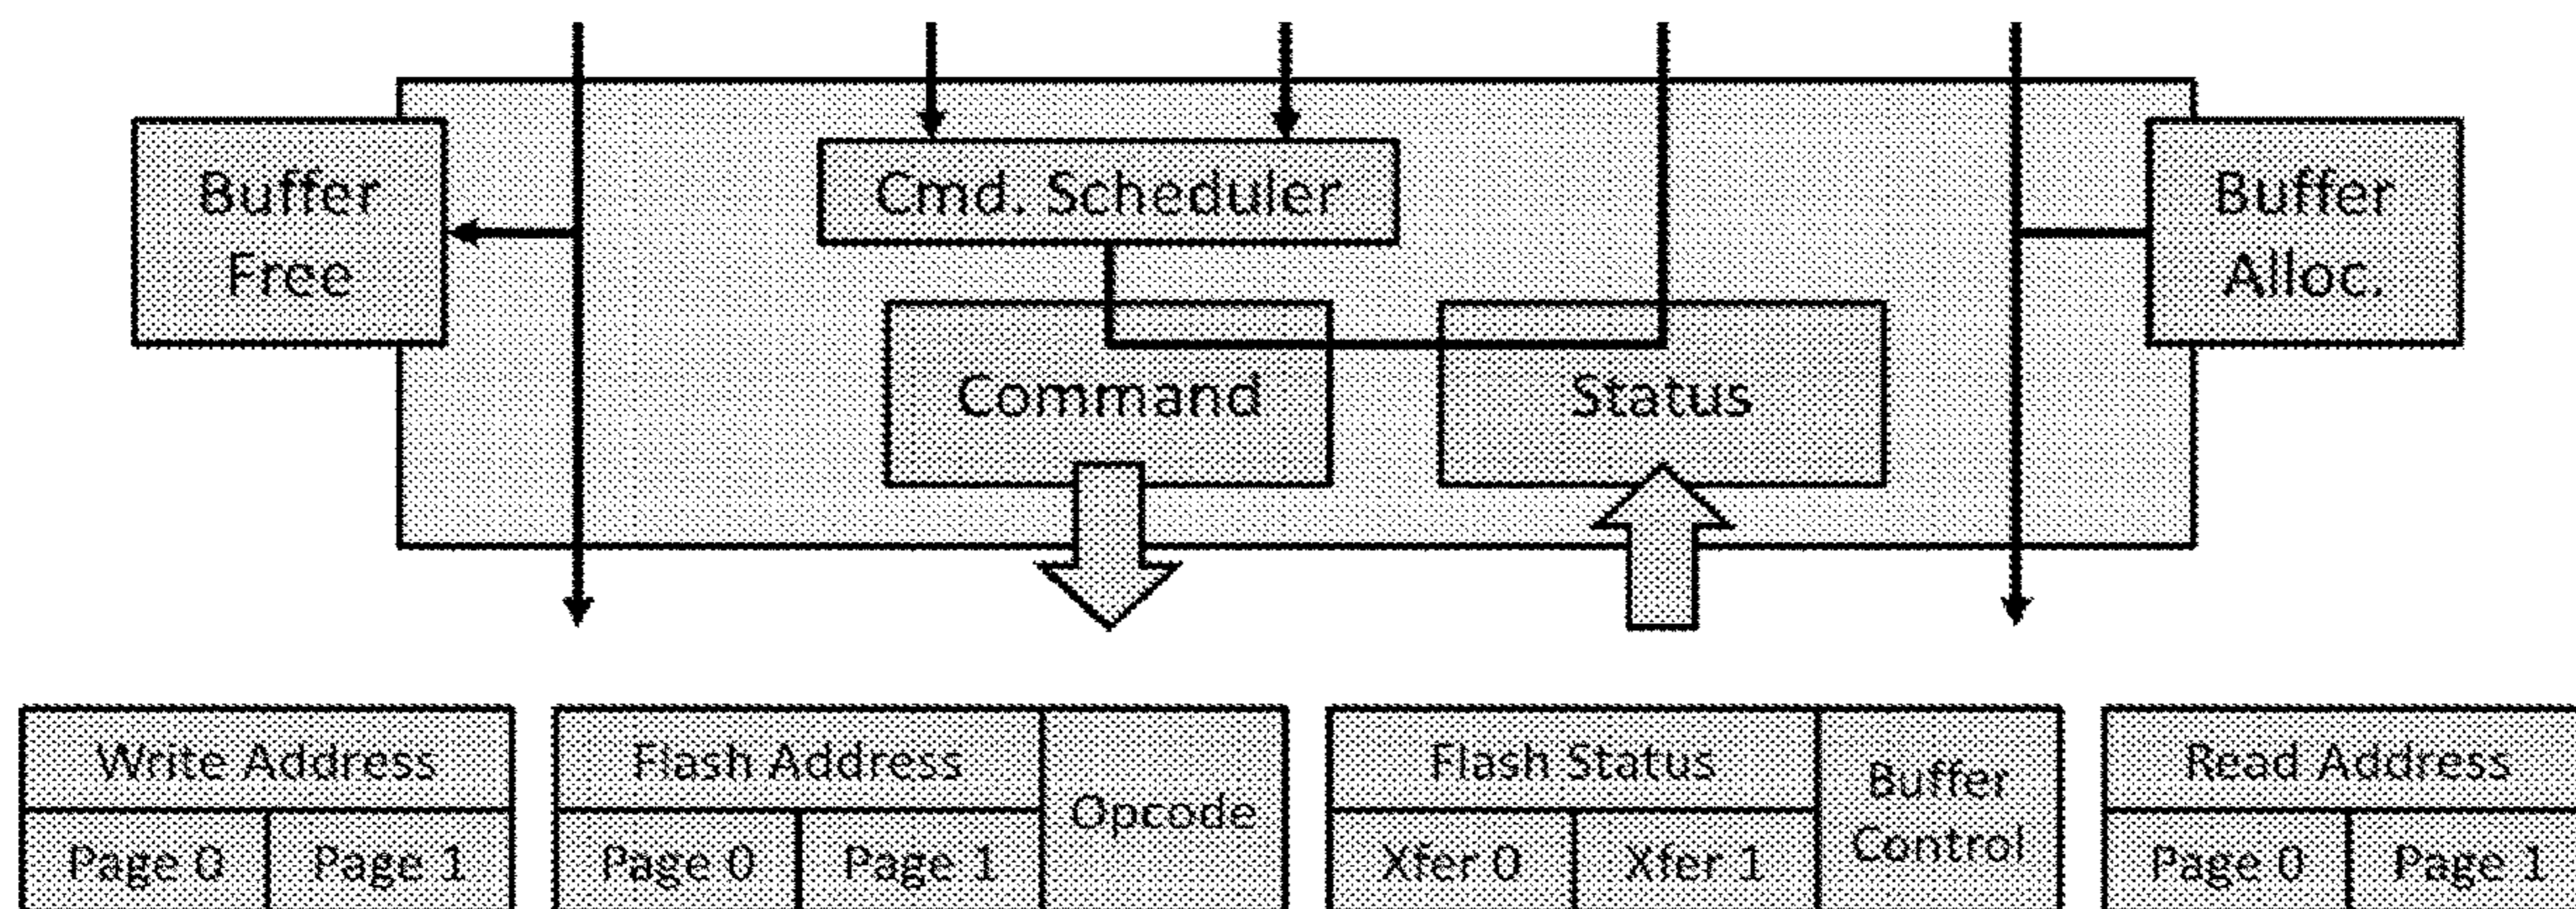 Buffer
Free
Cmd. Scheduler
Buffer
Alloc.
Command
Status
Write Address
Page 0
Page 1
Flash Address
Page 0
Page 1
Opcode
Flash Status
Xfer 0
Xfer 1
Buffer
Control
Read Address
Page 0
Page 1